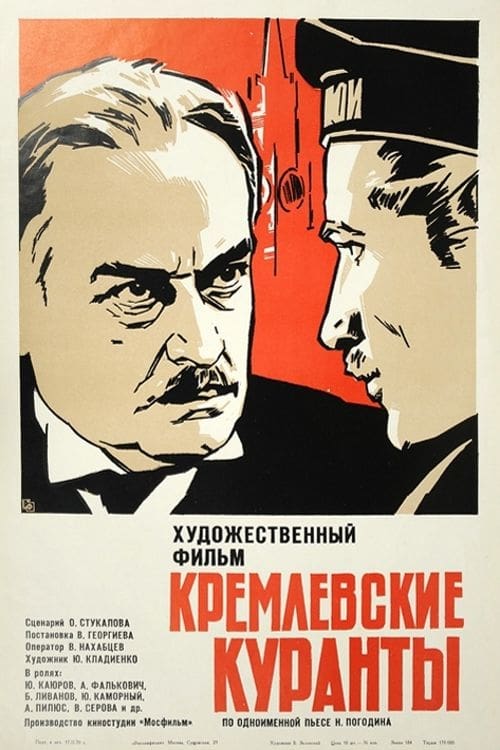 ЮИ
ХУДОЖЕСТВЕННЫЙ
ФИЛЬМ
КРЕМЛЕВСКИЕ
КУРАНТЫ
Сценарий О. СТУКАЛОВА
Постановка В. ГЕОРГИЕВА
Оператор В. НАХАБЦЕВ
Художник Ю. КЛАДИЕНКО
В ролях:
Ю. КАЮРОВ, А. ФАЛЬКОВИЧ,
Б. ЛИВАНОВ, Ю. КАМОРНЫЙ,
А. ПИЛЮС, В. СЕРОВА и др.
Производство киностудии "Мосфильм"
ПО ОДНОИМЕННОЙ ПЬЕСЕ Н. ПОГОДИНА